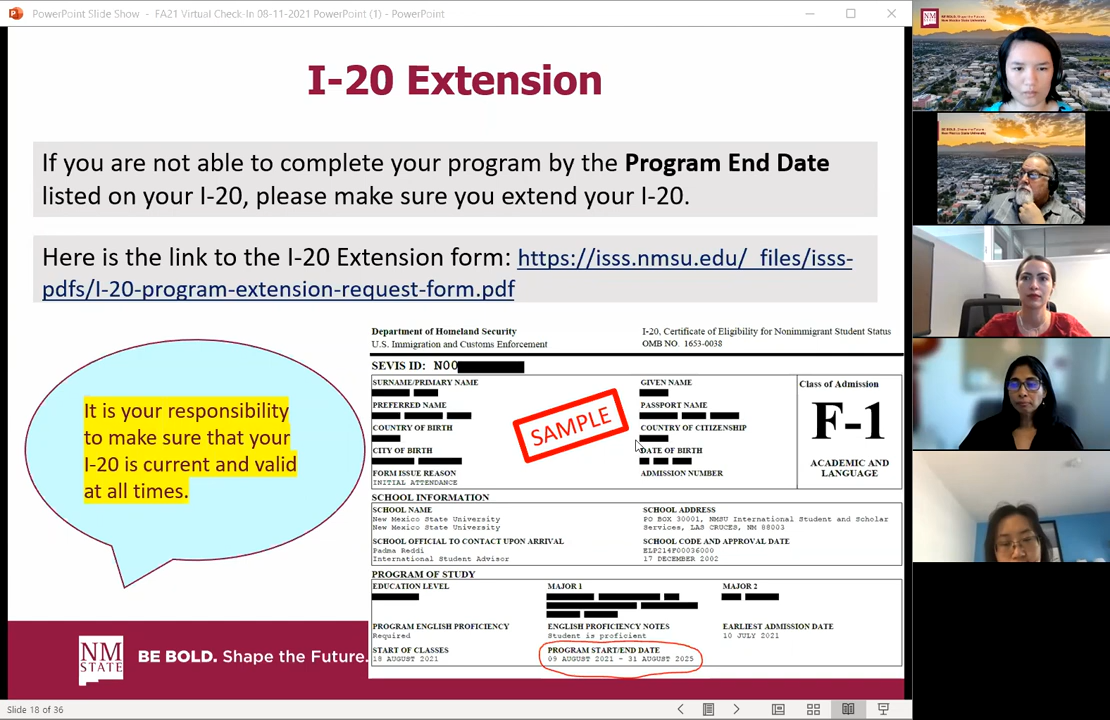 PowerPoint Slide Show - FA21 Virtual Check-In 08-11-2021 PowerPoint (1) - PowerPoint
I-20 Extension
If you are not able to complete your program by the Program End Date
listed on your I-20, please make sure you extend your I-20.
Here is the link to the I-20 Extension form: https://isss.nmsu.edu/_files/isss-
pdfs/I-20-program-extension-request-form.pdf
It is your responsibility
to make sure that your
I-20 is current and valid
at all times.
Department of Homeland Security
U.S. Immigration and Customs Enforcement
I-20, Certificate of Eligibility for Nonimmigrant Student Status
OMB NO. 1653-0038
SEVIS ID: N00
SURNAME/PRIMARY NAME
GIVEN NAME
PREFERRED NAME
PASSPORT NAME
COUNTRY OF BIRTH
COUNTRY OF CITIZENSHIP
CITY OF BIRTH
DATE OF BIRTH
FORM ISSUE REASON
INITIAL ATTENDANCE
ADMISSION NUMBER
SAMPLE
Class of Admission
F-1
ACADEMIC AND
LANGUAGE
SCHOOL INFORMATION
SCHOOL NAME
New Mexico State University
New Mexico State University
SCHOOL ADDRESS
PO BOX 30001, NMSU International Student and Scholar
Services, LAS CRUCES, NM 88003
SCHOOL OFFICIAL TO CONTACT UPON ARRIVAL
Padma Reddi
International Student Advisor
SCHOOL CODE AND APPROVAL DATE
ELP214F00036000
17 DECEMBER 2002
PROGRAM OF STUDY
EDUCATION LEVEL
MAJOR 1
MAJOR 2
PROGRAM ENGLISH PROFICIENCY
Required
ENGLISH PROFICIENCY NOTES
Student is proficient
EARLIEST ADMISSION DATE
10 JULY 2021
START OF CLASSES
18 AUGUST 2021
PROGRAM START/END DATE
09 AUGUST 2021 - 31 AUGUST 2025
NM
STATE
BE BOLD. Shape the Future.
Slide 18 of 36